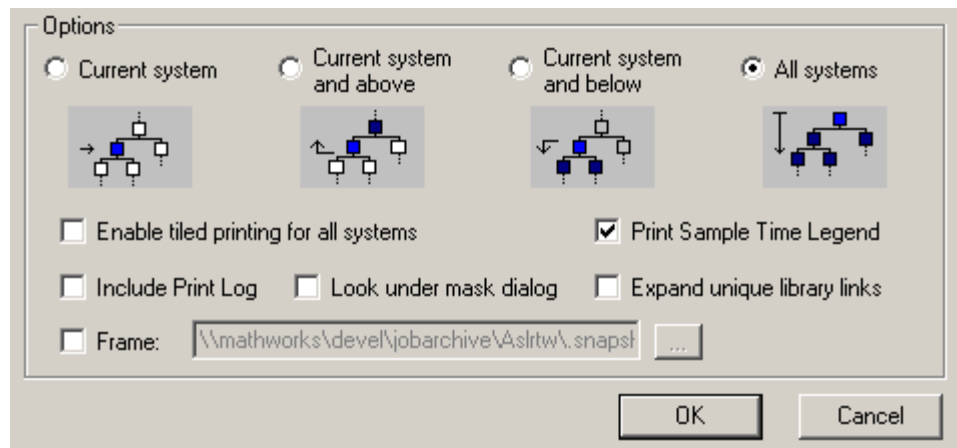 Options
Current system
Current system
and above
Current system
and below
All systems
Enable tiled printing for all systems
Print Sample Time Legend
Include Print Log
Look under mask dialog
Expand unique library links
Frame:
\\mathworks\devel\jobarchive\Aslrtw\.snapsh
...
OK
Cancel